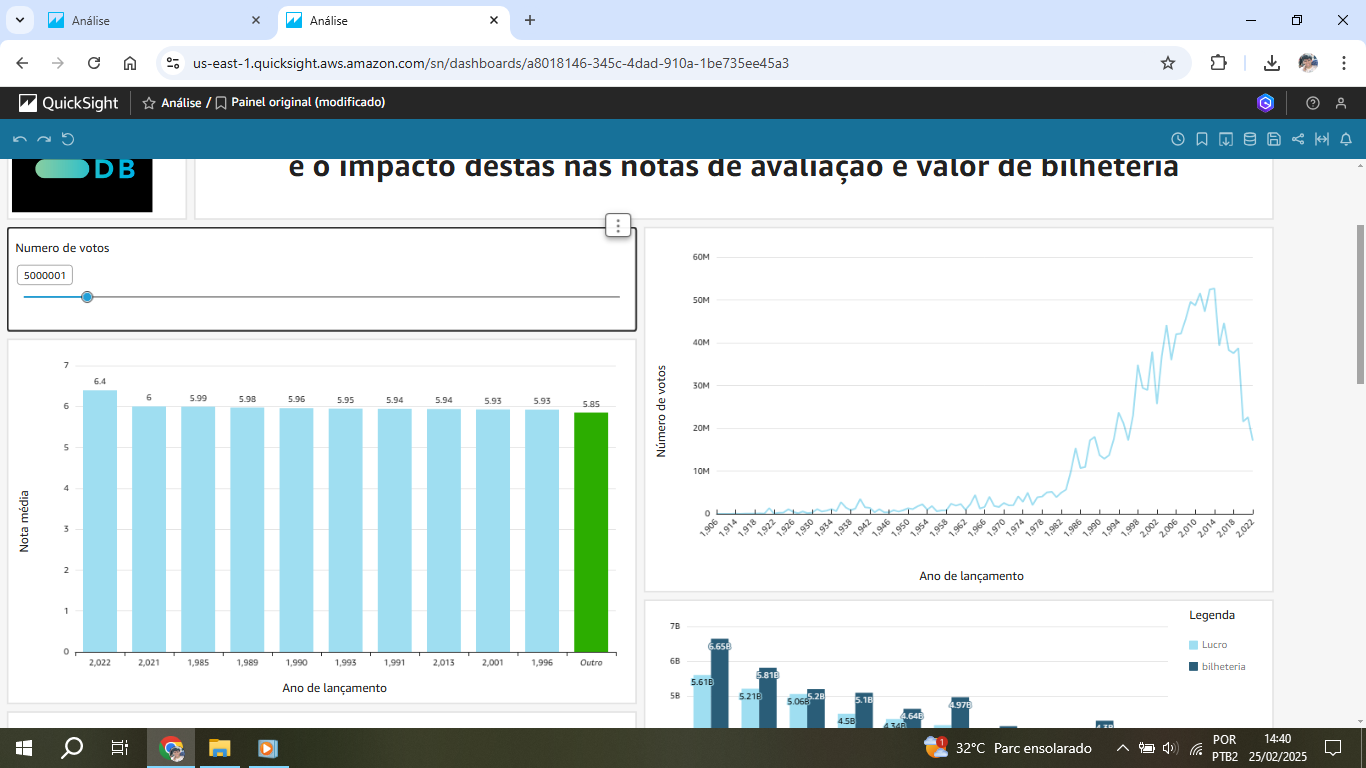 Análise
Análise
us-east-1.quicksight.aws.amazon.com/sn/dashboards/a8018146-345c-4dad-910a-1be735ee45a3
QuickSight
Análise / Painel original (modificado)
DB
e o impacto destas nas notas de avaliação e valor de bilheteria
Numero de votos
5000001
Nota média
7
6
5
4
3
2
1
0
6.4
6
5.99
5.98
5.96
5.95
5.94
5.94
5.93
5.93
5.85
2,022
2,021
1,985
1,989
1,990
1,993
1,991
2,013
2,001
1,996
Outro
Ano de lançamento
Número de votos
60M
50M
40M
30M
20M
10M
0
1,906
1,914
1,918
1,922
1,926
1,930
1,934
1,938
1,942
1,946
1,950
1,954
1,958
1,962
1,966
1,970
1,974
1,978
1,982
1,986
1,990
1,994
1,998
2,002
2,006
2,010
2,014
2,018
2,022
Ano de lançamento
7B
6B
5B
5.61B
6.65B
5.21B
5.81B
5.06B
5.2B
4.5B
5.1B
4.34B
4.64B
4.97B
4.3B
Legenda
Lucro
bilheteria
1
32°C Parc ensolarado
POR
PTB2
14:40
25/02/2025